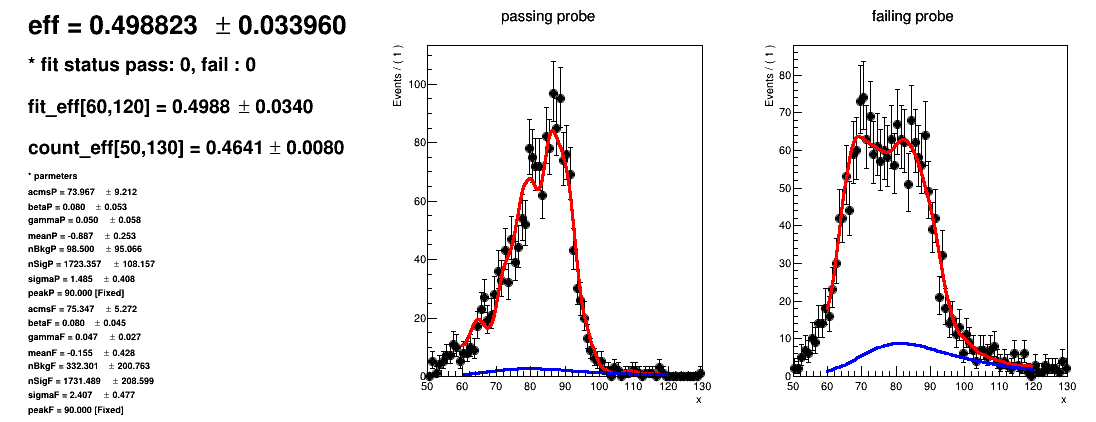 eff = 0.498823 ± 0.033960
* fit status pass: 0, fail : 0
fit_eff[60,120] = 0.4988 ± 0.0340
count_eff[50,130] = 0.4641 ± 0.0080
* parmeters
acmsP = 73.967 ± 9.212
betaP = 0.080 ± 0.053
gammaP = 0.050 ± 0.058
meanP = -0.887 ± 0.253
nBkgP = 98.500 ± 95.066
nSigP = 1723.357 ± 108.157
sigmaP = 1.485 ± 0.408
peakP = 90.000 [Fixed]
acmsF = 75.347 ± 5.272
betaF = 0.080 ± 0.045
gammaF = 0.047 ± 0.027
meanF = -0.155 ± 0.428
nBkgF = 332.301 ± 200.763
nSigF = 1731.489 ± 208.599
sigmaF = 2.407 ± 0.477
peakF = 90.000 [Fixed]
passing probe
Events / ( 1 )
100
80
60
40
20
0
50 60 70 80 90 100 110 120 130
x
failing probe
Events / ( 1 )
80
70
60
50
40
30
20
10
0
50 60 70 80 90 100 110 120 130
x